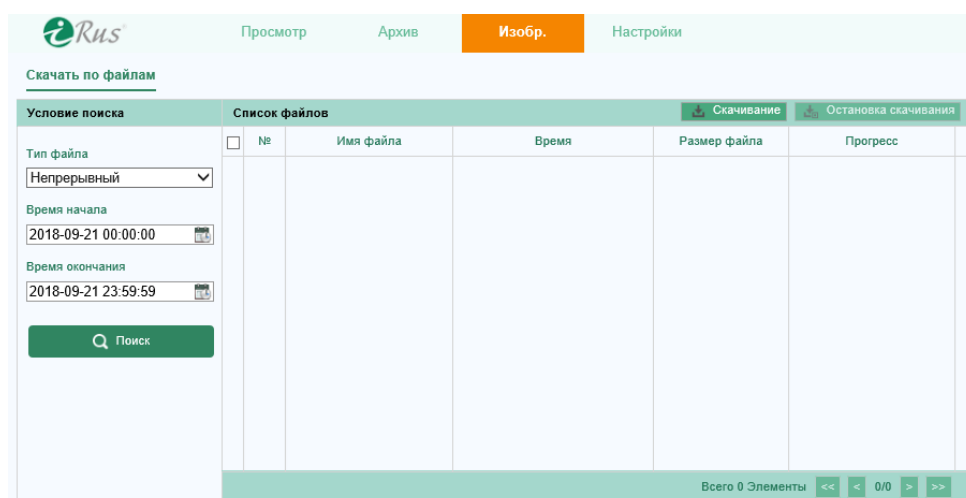 iRus
Просмотр Архив Изобр. Настройки
Скачать по файлам
Условие поиска
Тип файла
Непрерывный
Время начала
2018-09-21 00:00:00
Время окончания
2018-09-21 23:59:59
Поиск
Список файлов Скачивание Остановка скачивания
№ Имя файла Время Размер файла Прогресс
Всего 0 Элементы << < 0/0 > >>